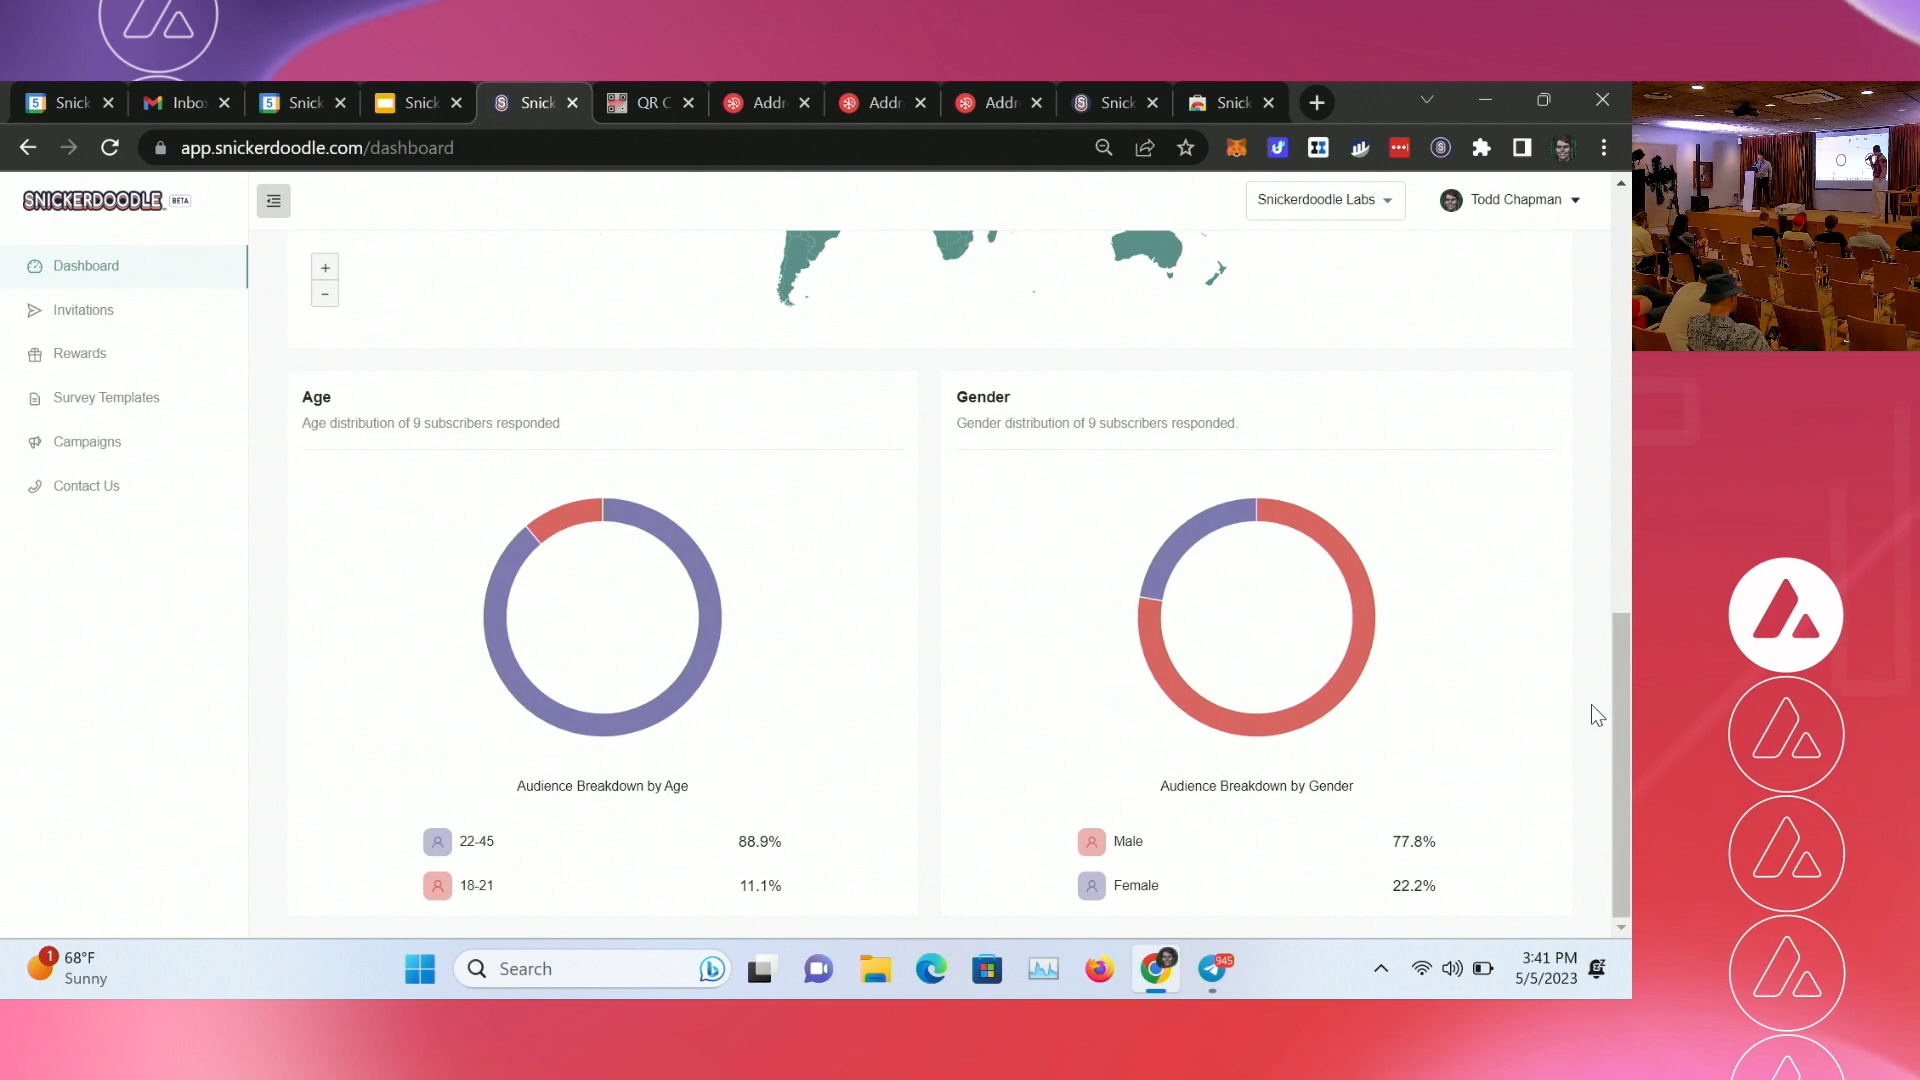 Snick
Inbo
Snick
Snick
Snick
QR C
Addr
Addr
Addr
Snick
Snick
app.snickerdoodle.com/dashboard
SNICKERDOODLE BETA
Snickerdoodle Labs
Todd Chapman
Dashboard
Invitations
Rewards
Survey Templates
Campaigns
Contact Us
+
-
Age
Age distribution of 9 subscribers responded
Gender
Gender distribution of 9 subscribers responded.
Audience Breakdown by Age
22-45 88.9%
18-21 11.1%
Audience Breakdown by Gender
Male 77.8%
Female 22.2%
1
68°F
Sunny
Search
945
3:41 PM
5/5/2023